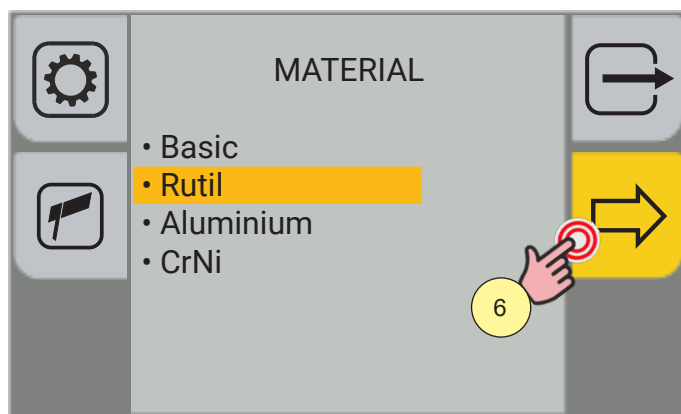 MATERIAL
• Basic
• Rutil
• Aluminium
• CrNi
6